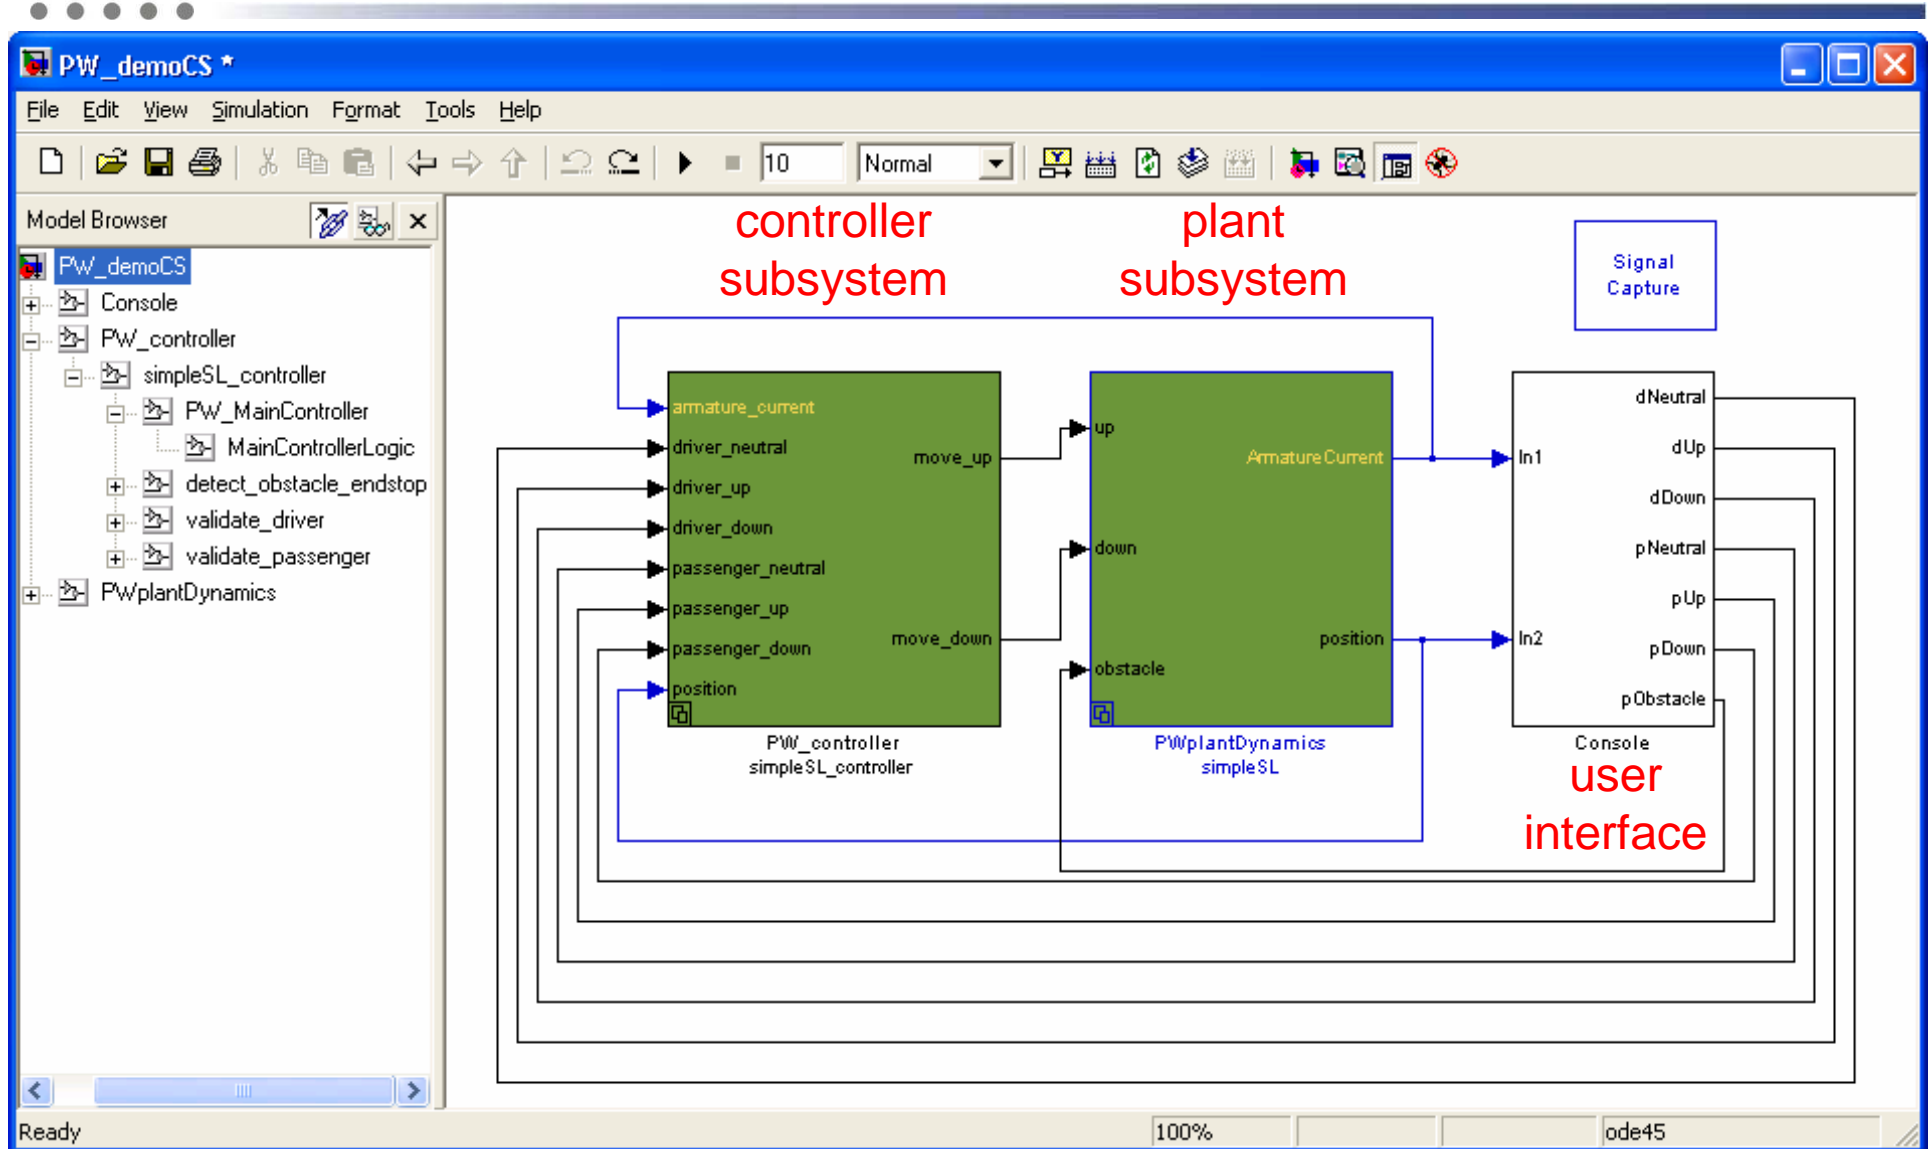 PW_demoCS *
File Edit View Simulation Format Tools Help
10 Normal
Model Browser
PW_demoCS
Console
PW_controller
simpleSL_controller
PW_MainController
MainControllerLogic
detect_obstacle_endstop
validate_driver
validate_passenger
PWplantDynamics
controller
subsystem
plant
subsystem
Signal
Capture
armature_current
driver_neutral
driver_up
driver_down
passenger_neutral
passenger_up
passenger_down
position
move_up
move_down
PW_controller
simpleSL_controller
up
down
obstacle
ArmatureCurrent
position
PWplantDynamics
simpleSL
In1
In2
dNeutral
dUp
dDown
pNeutral
pUp
pDown
pObstacle
Console
user
interface
Ready 100% ode45